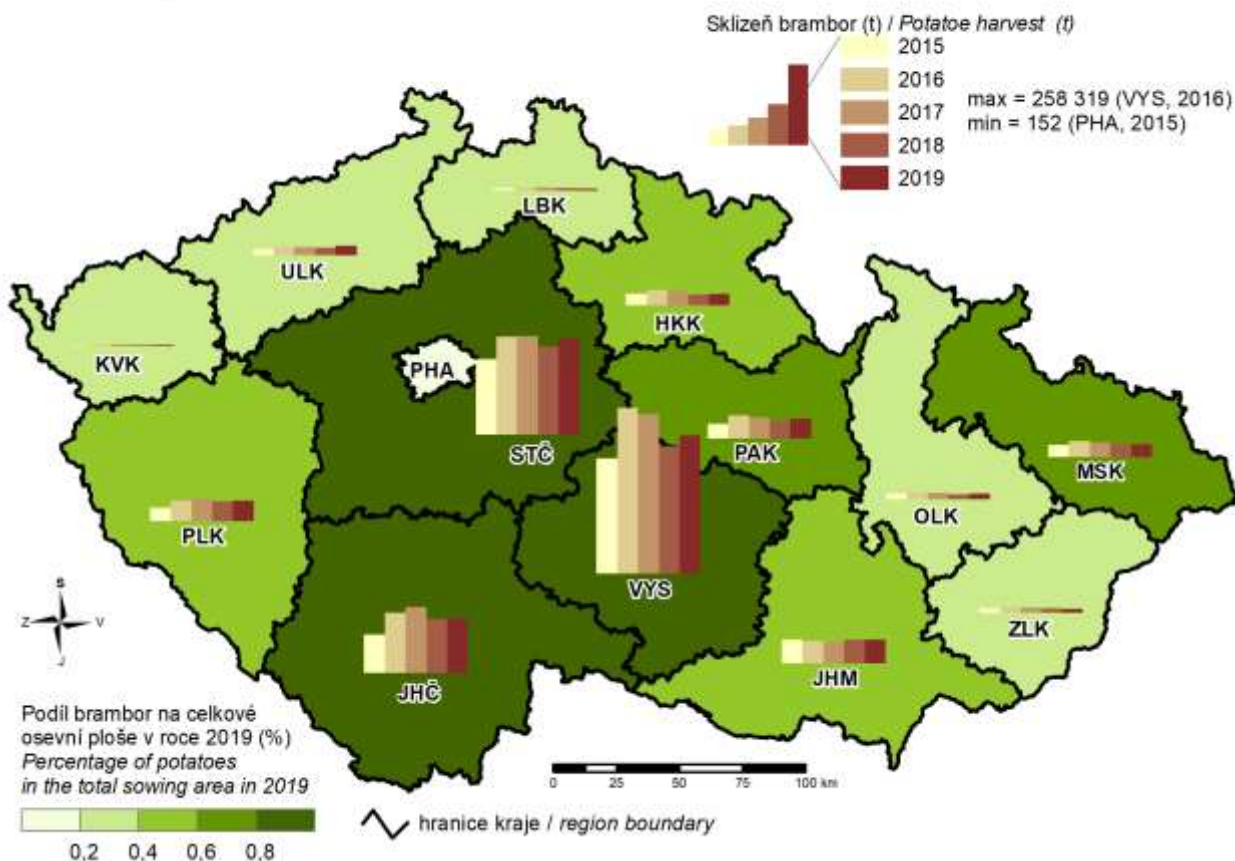 Sklizeň brambor (t) / Potatoe harvest (t)
2015
2016
2017
2018
2019
max = 258 319 (VYS, 2016)
min = 152 (PHA, 2015)
LBK
ULK
HKK
KVK
PHA
STČ
PAK
MSK
PLK
OLK
VYS
ZLK
JHČ
JHM
S
Z
V
J
Podíl brambor na celkové
osevní ploše v roce 2019 (%)
Percentage of potatoes
in the total sowing area in 2019
0,2 0,4 0,6 0,8
0 25 50 75 100 km
hranice kraje / region boundary